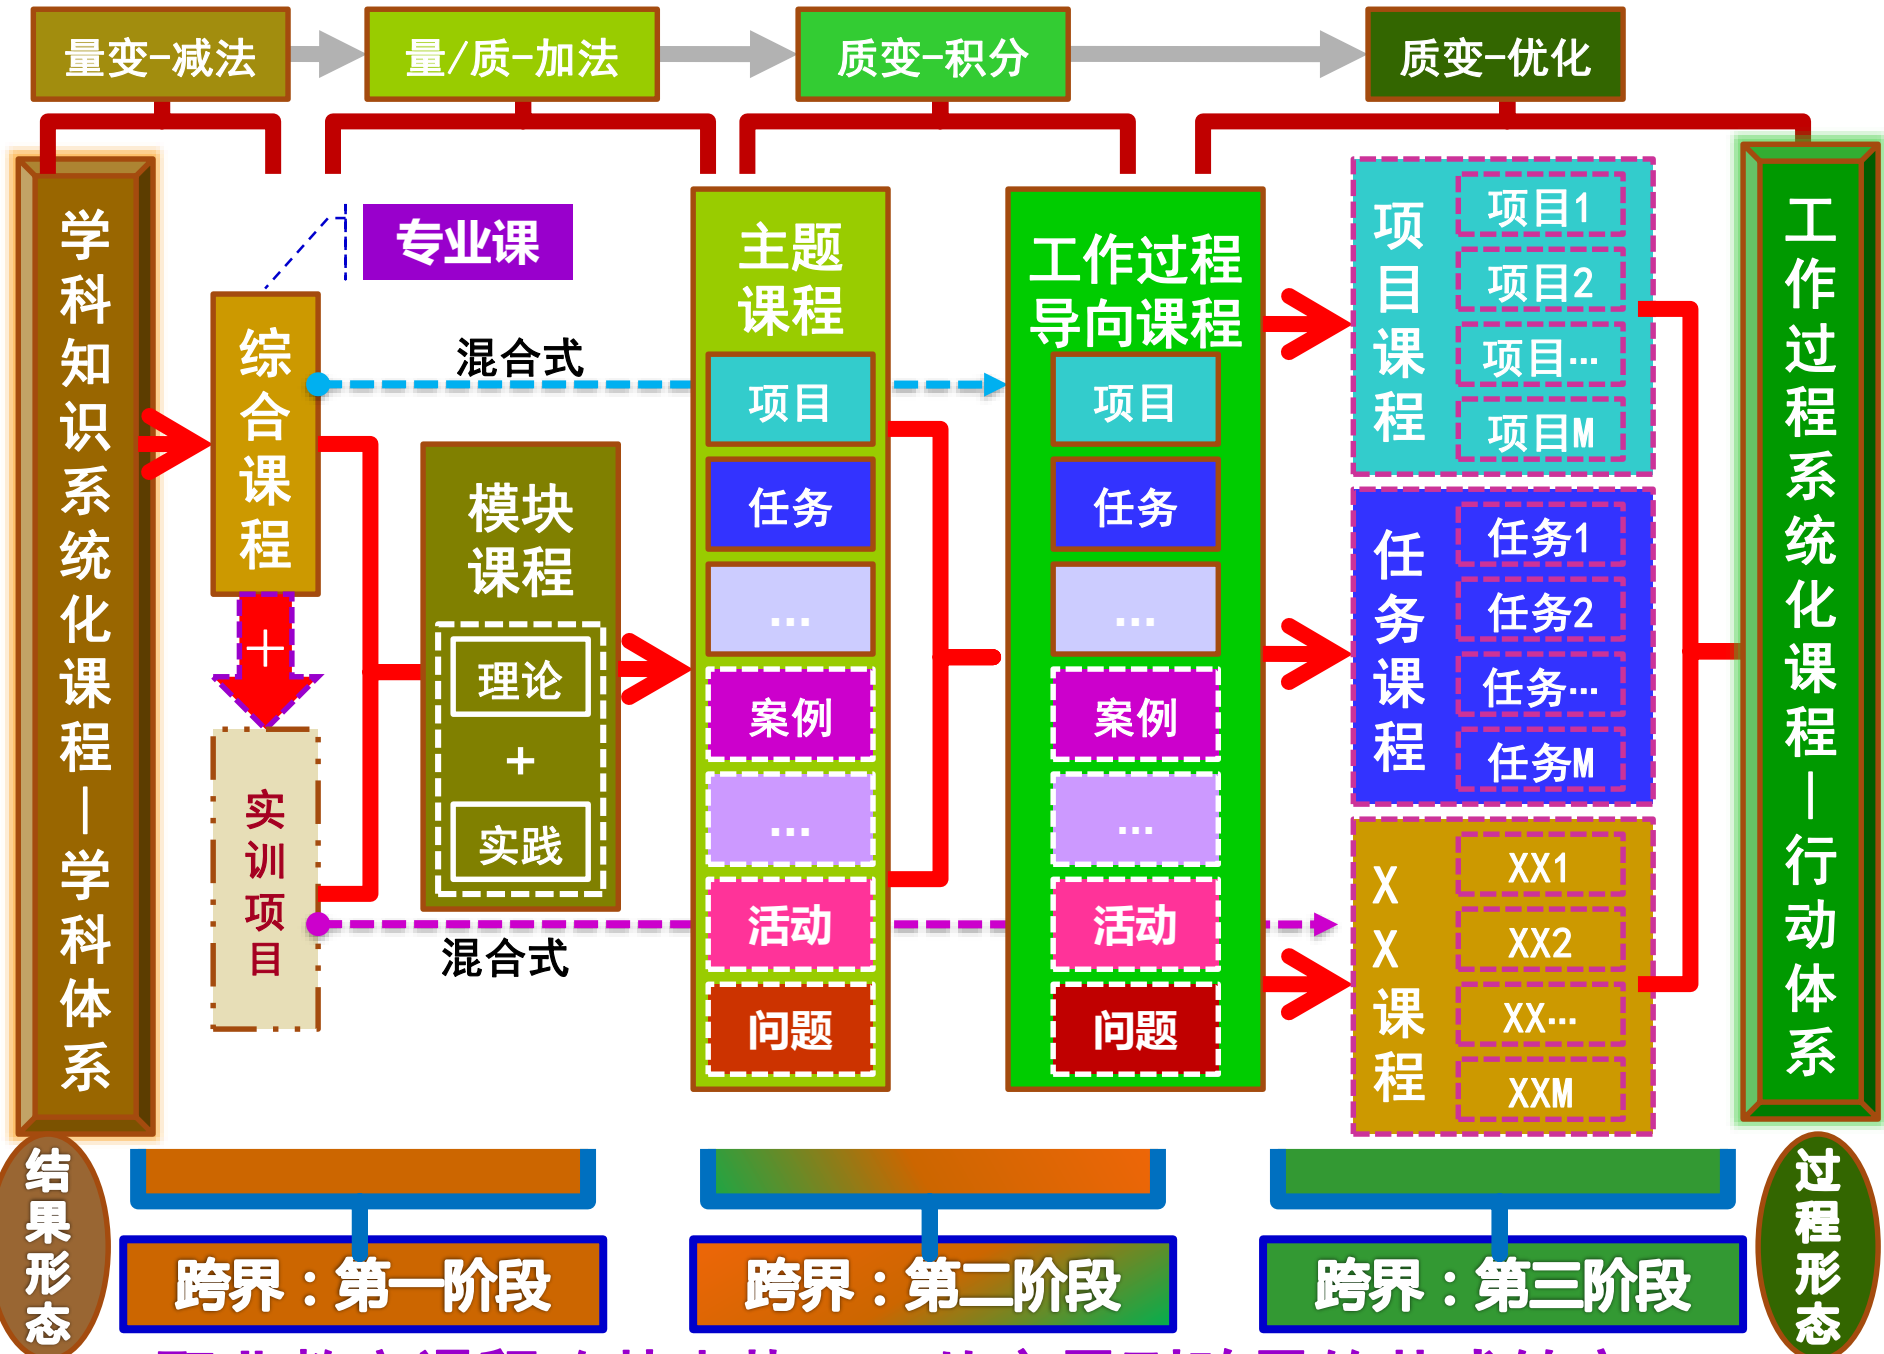 量变-减法
量/质-加法
质变-积分
质变-优化
学科知识系统化课程—学科体系
专业课
综合课程
+
实训项目
混合式
混合式
模块
课程
理论
+
实践
主题
课程
项目
任务
...
案例
...
活动
问题
工作过程
导向课程
项目
任务
...
案例
...
活动
问题
项目课程
项目1
项目2
项目…
项目M
任务课程
任务1
任务2
任务…
任务M
XX课程
XX1
XX2
XX…
XXM
工作过程系统化课程—行动体系
结果形态
过程形态
跨界：第一阶段
跨界：第二阶段
跨界：第三阶段